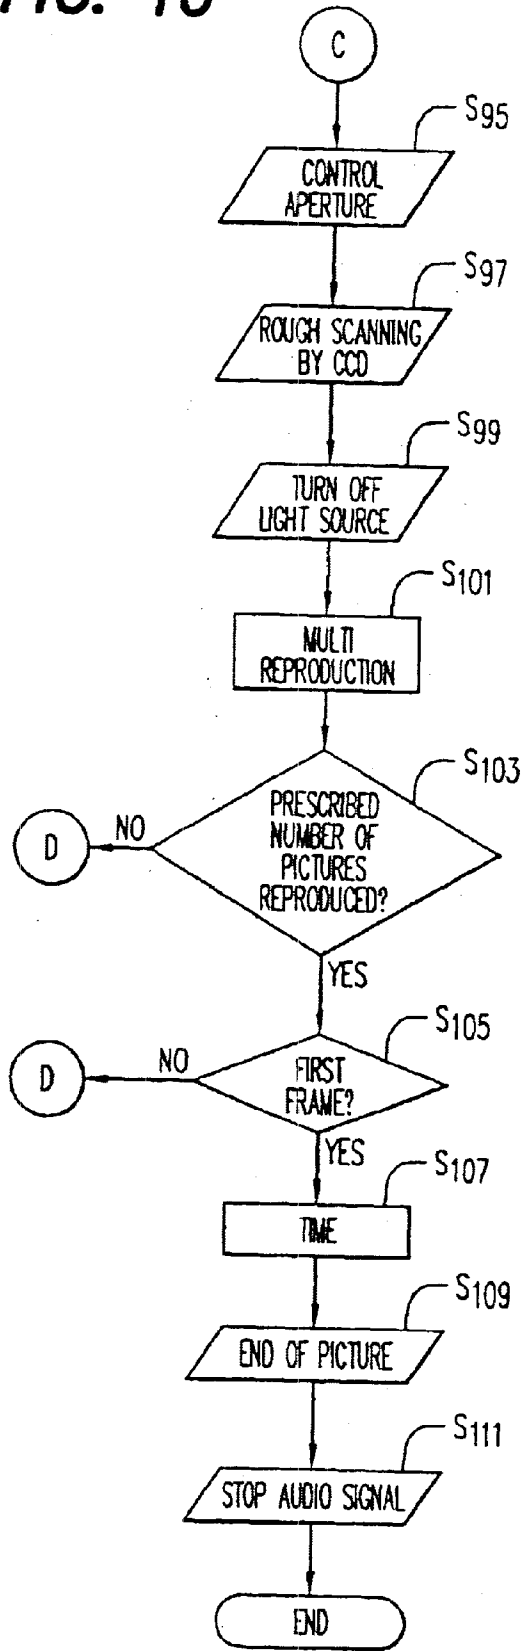 C
S95
CONTROL
APERTURE
S97
ROUGH SCANNING
BY CCD
S99
TURN OFF
LIGHT SOURCE
S101
MULTI
REPRODUCTION
S103
PRESCRIBED
NUMBER OF
PICTURES
REPRODUCED?
NO
D
YES
S105
FIRST
FRAME?
NO
D
YES
S107
TIME
S109
END OF PICTURE
S111
STOP AUDIO SIGNAL
END